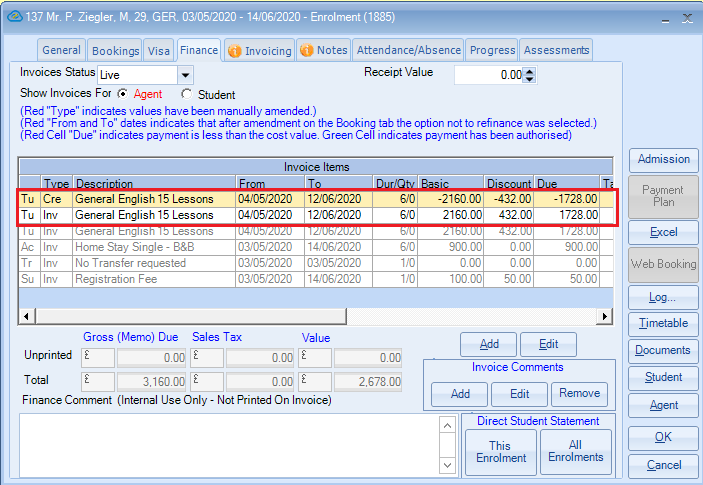 137 Mr. P. Ziegler, M, 29, GER, 03/05/2020 - 14/06/2020 - Enrolment (1885)
General Bookings Visa Finance Invoicing Notes Attendance/Absence Progress Assessments
Invoices Status Live Receipt Value 0.00
Show Invoices For Agent Student
(Red "Type" indicates values have been manually amended.)
(Red "From and To" dates indicates that after amendment on the Booking tab the option not to refinance was selected.)
(Red Cell "Due" indicates payment is less than the cost value. Green Cell indicates payment has been authorised)
Invoice Items
Type Description From To Dur/Qty Basic Discount Due Ta
Tu Cre General English 15 Lessons 04/05/2020 12/06/2020 6/0 -2160.00 -432.00 -1728.00
Tu Inv General English 15 Lessons 04/05/2020 12/06/2020 6/0 2160.00 432.00 1728.00
Tu Inv General English 15 Lessons 04/05/2020 12/06/2020 6/0 2160.00 432.00 1728.00
Ac Inv Home Stay Single - B&B 03/05/2020 14/06/2020 6/0 900.00 0.00 900.00
Tr Inv No Transfer requested 03/05/2020 03/05/2020 1/0 0.00 0.00 0.00
Su Inv Registration Fee 03/05/2020 14/06/2020 1/0 100.00 50.00 50.00
Gross (Memo) Due Sales Tax Value
Unprinted £ 0.00 £ 0.00 £ 0.00
Total £ 3,160.00 £ 0.00 £ 2,678.00
Finance Comment (Internal Use Only - Not Printed On Invoice)
Add Edit
Invoice Comments
Add Edit Remove
Direct Student Statement
This Enrolment
All Enrolments
Admission
Payment Plan
Excel
Web Booking
Log...
Timetable
Documents
Student
Agent
OK
Cancel